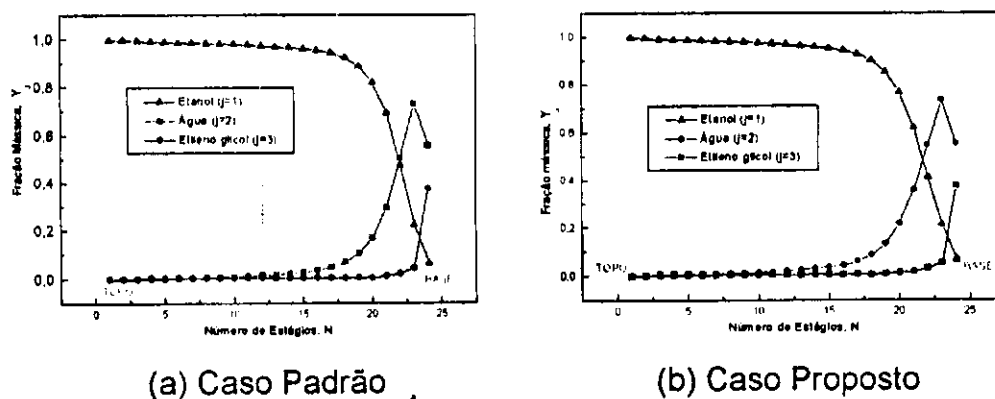 1,0
0,8
0,6
0,4
0,2
0,0
Fração Mássica, Y
Etanol (j=1)
Água (j=2)
Etileno glicol (j=3)
TOPO
BASE
0 5 10 15 20 25
Número de Estágios, N
(a) Caso Padrão
1,0
0,8
0,6
0,4
0,2
0,0
Fração mássica, Y
Etanol (j=1)
Água (j=2)
Etileno glicol (j=3)
TOPO
BASE
0 5 10 15 20 25
Número de Estágios, N
(b) Caso Proposto